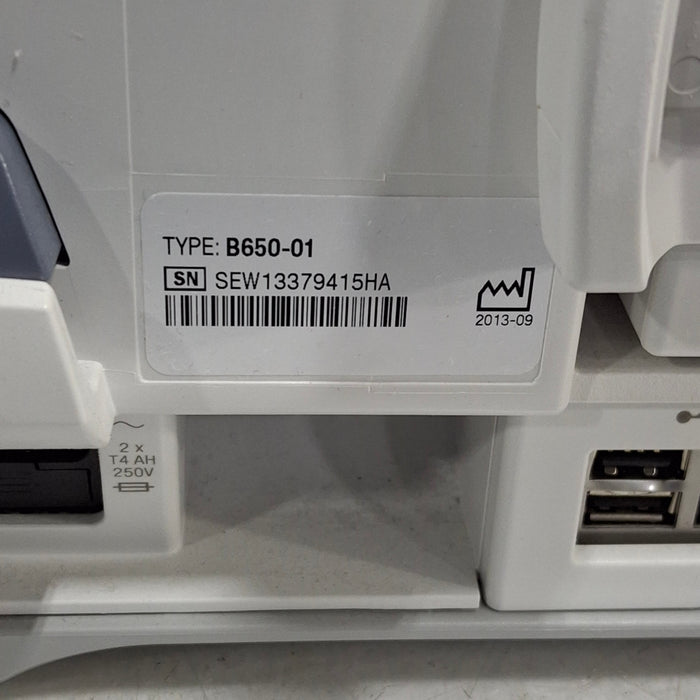 TYPE: B650-01
SN SEW13379415HA
2013-09
2 x
T4 AH
250V